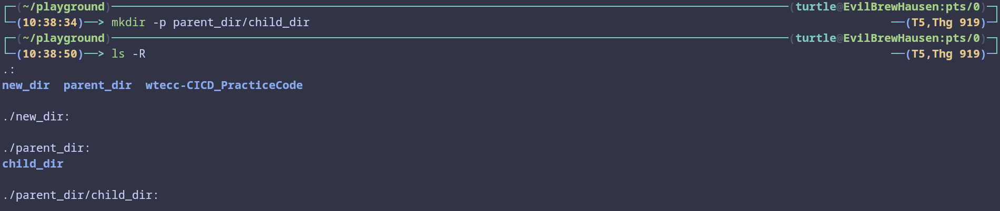 (~/playground) (turtle@EvilBrewHausen:pts/0)
(10:38:34)──> mkdir -p parent_dir/child_dir (T5,Thg 919)
(~/playground) (turtle@EvilBrewHausen:pts/0)
(10:38:50)──> ls -R (T5,Thg 919)
.:
new_dir  parent_dir  wtecc-CICD_PracticeCode
./new_dir:
./parent_dir:
child_dir
./parent_dir/child_dir: